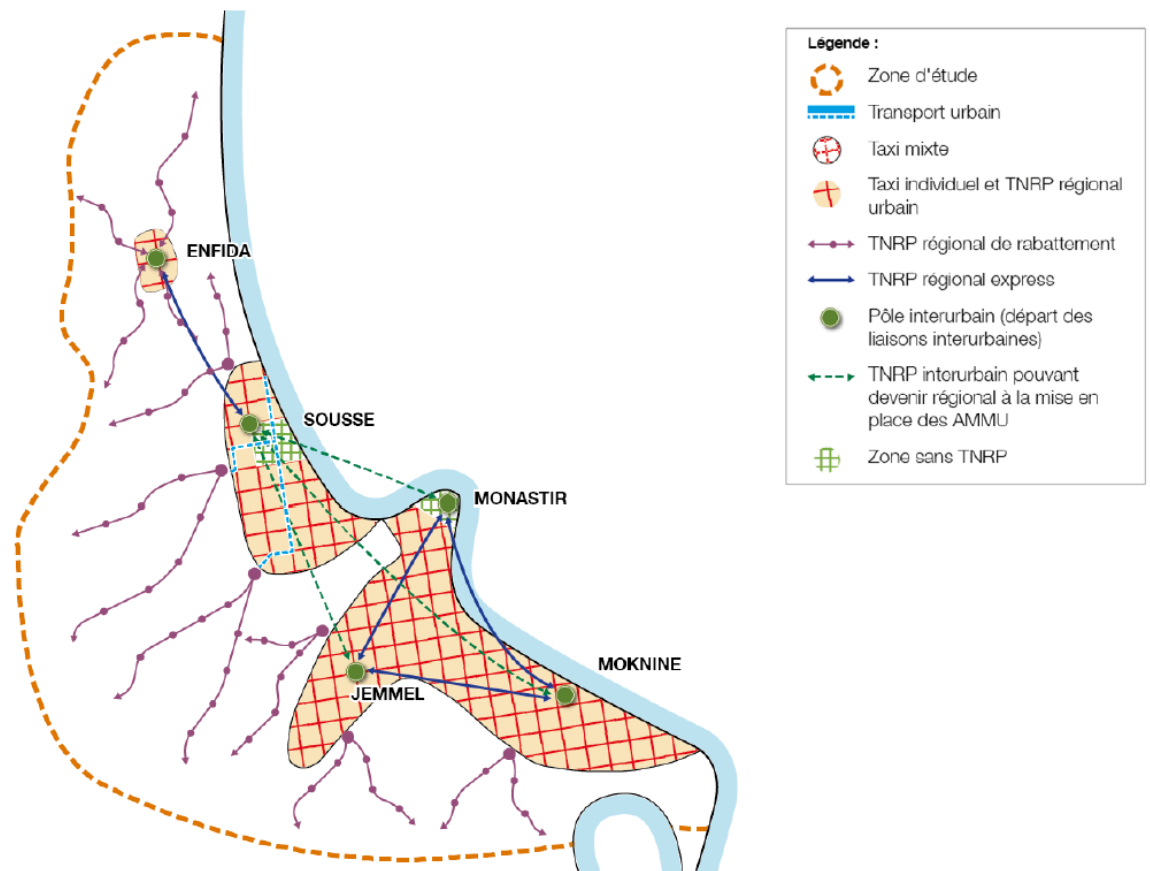 ENFIDA
SOUSSE
MONASTIR
MOKNINE
JEMMEL
Légende :
Zone d'étude
Transport urbain
Taxi mixte
Taxi individuel et TNRP régional
urbain
TNRP régional de rabattement
TNRP régional express
Pôle interurbain (départ des
liaisons interurbaines)
TNRP interurbain pouvant
devenir régional à la mise en
place des AMMU
Zone sans TNRP